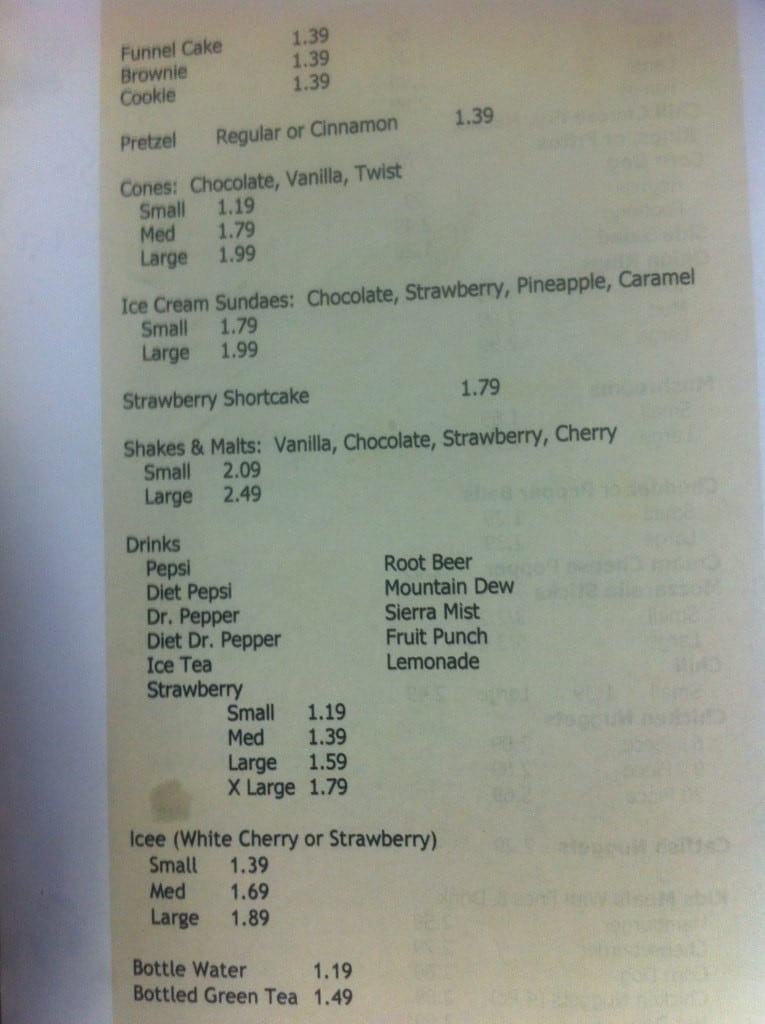 Funnel Cake 1.39
Brownie 1.39
Cookie 1.39
Pretzel Regular or Cinnamon 1.39
Cones: Chocolate, Vanilla, Twist
Small 1.19
Med 1.79
Large 1.99
Ice Cream Sundaes: Chocolate, Strawberry, Pineapple, Caramel
Small 1.79
Large 1.99
Strawberry Shortcake 1.79
Shakes & Malts: Vanilla, Chocolate, Strawberry, Cherry
Small 2.09
Large 2.49
Drinks
Pepsi Root Beer
Diet Pepsi Mountain Dew
Dr. Pepper Sierra Mist
Diet Dr. Pepper Fruit Punch
Ice Tea Lemonade
Strawberry
Small 1.19
Med 1.39
Large 1.59
X Large 1.79
Icee (White Cherry or Strawberry)
Small 1.39
Med 1.69
Large 1.89
Bottle Water 1.19
Bottled Green Tea 1.49